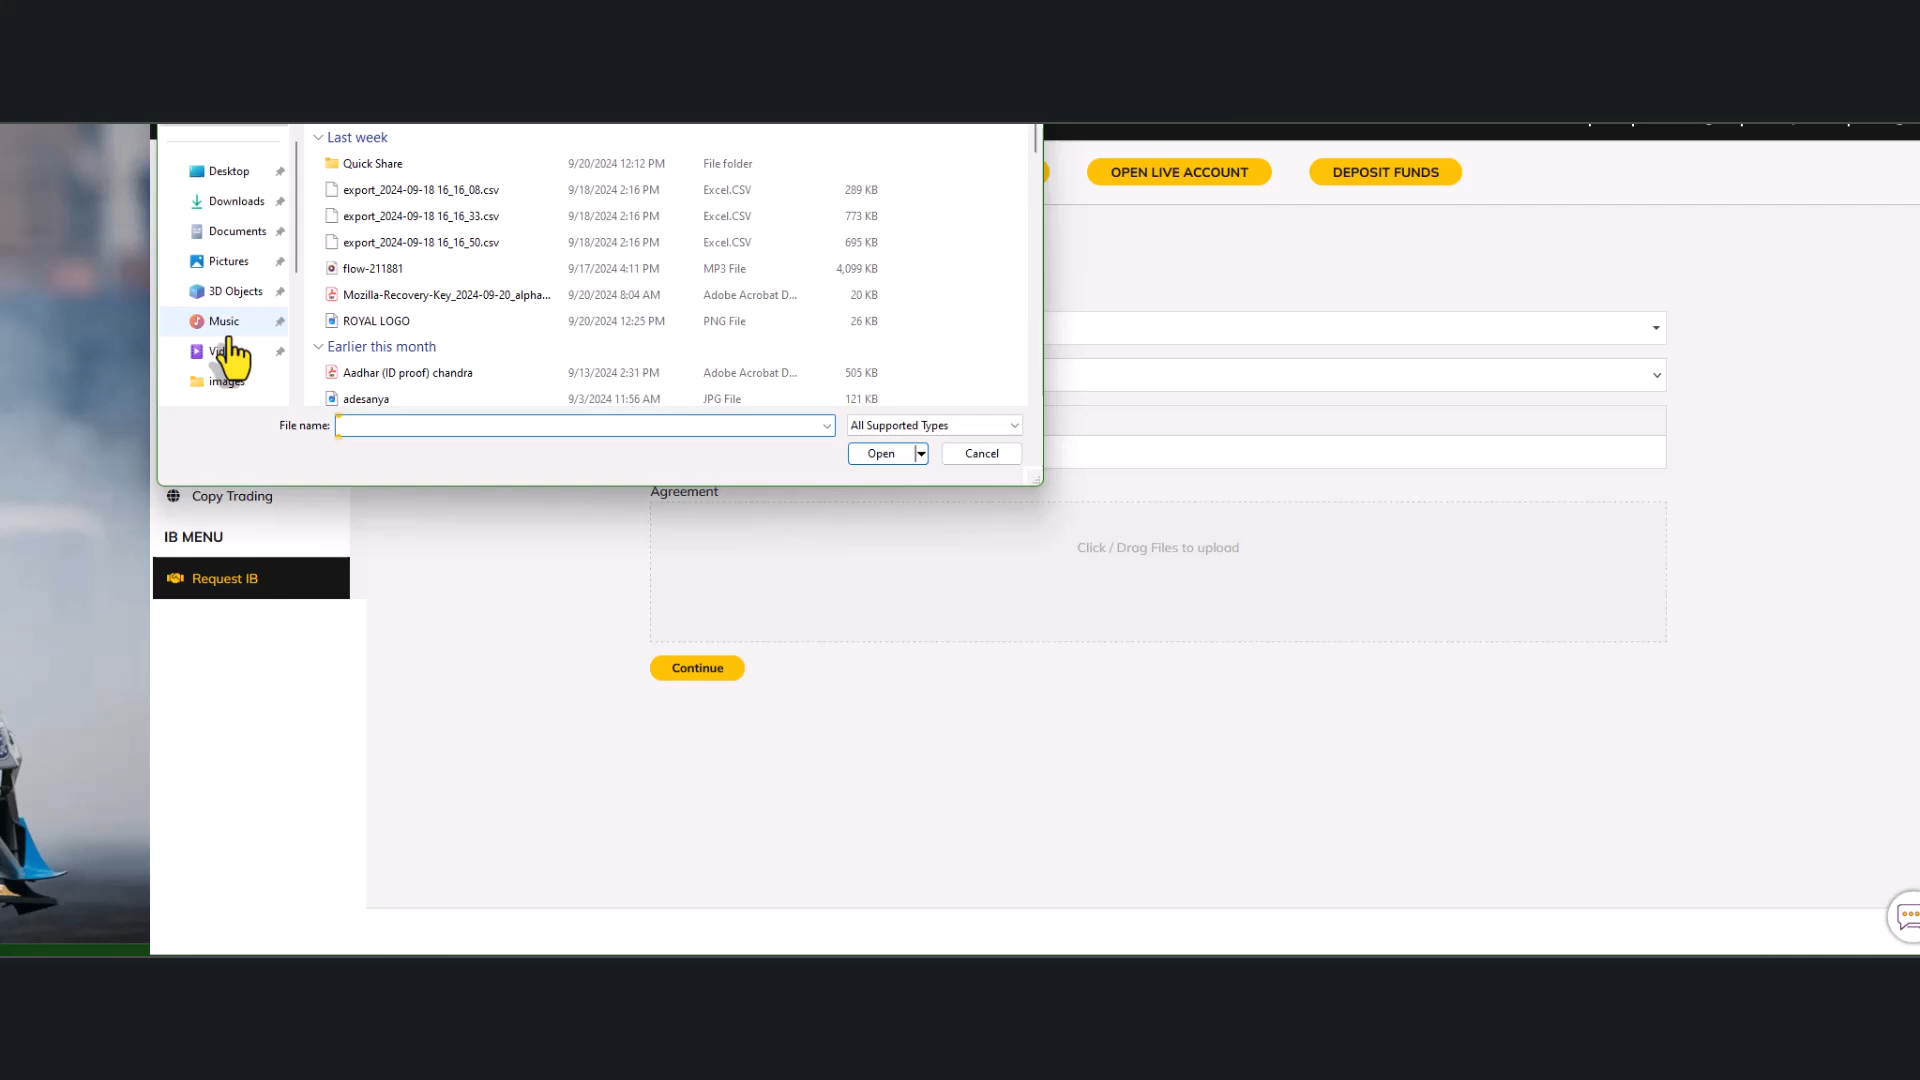 Last week
Quick Share 9/20/2024 12:12 PM File folder
export_2024-09-18 16_16_08.csv 9/18/2024 2:16 PM Excel.CSV 289 KB
export_2024-09-18 16_16_33.csv 9/18/2024 2:16 PM Excel.CSV 773 KB
export_2024-09-18 16_16_50.csv 9/18/2024 2:16 PM Excel.CSV 695 KB
flow-211881 9/17/2024 4:11 PM MP3 File 4,099 KB
Mozilla-Recovery-Key_2024-09-20_alpha... 9/20/2024 8:04 AM Adobe Acrobat D... 20 KB
ROYAL LOGO 9/20/2024 12:25 PM PNG File 26 KB
Earlier this month
Aadhar (ID proof) chandra 9/13/2024 2:31 PM Adobe Acrobat D... 505 KB
adesanya 9/3/2024 11:56 AM JPG File 121 KB
Desktop
Downloads
Documents
Pictures
3D Objects
Music
images
File name: All Supported Types
Open Cancel
OPEN LIVE ACCOUNT DEPOSIT FUNDS
Copy Trading
IB MENU
Request IB
Agreement
Click / Drag Files to upload
Continue